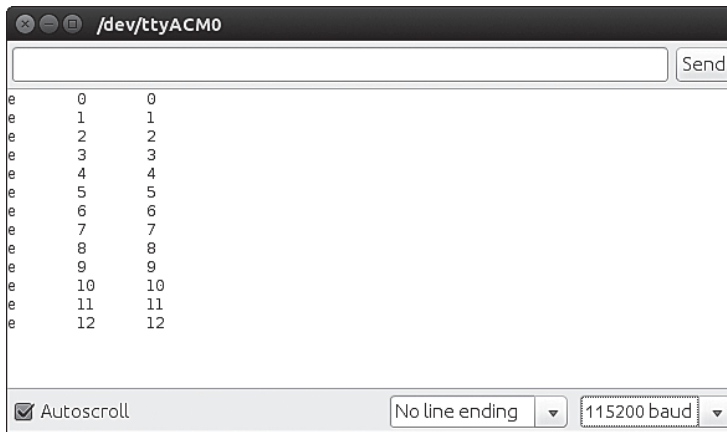 /dev/ttyACM0
Send
e 0 0
e 1 1
e 2 2
e 3 3
e 4 4
e 5 5
e 6 6
e 7 7
e 8 8
e 9 9
e 10 10
e 11 11
e 12 12
Autoscroll No line ending 115200 baud